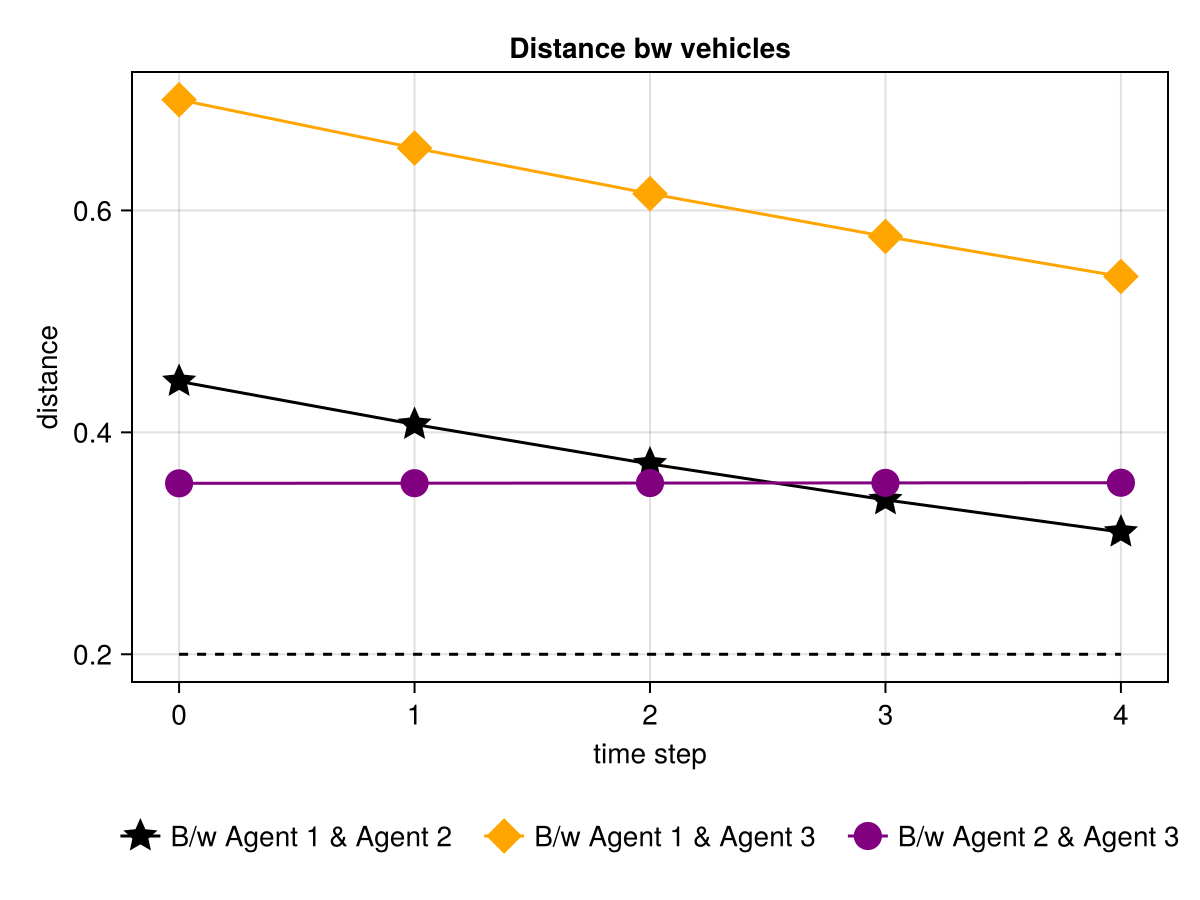 Distance bw vehicles
distance
0.6
0.4
0.2
0 1 2 3 4
time step
B/w Agent 1 & Agent 2 B/w Agent 1 & Agent 3 B/w Agent 2 & Agent 3